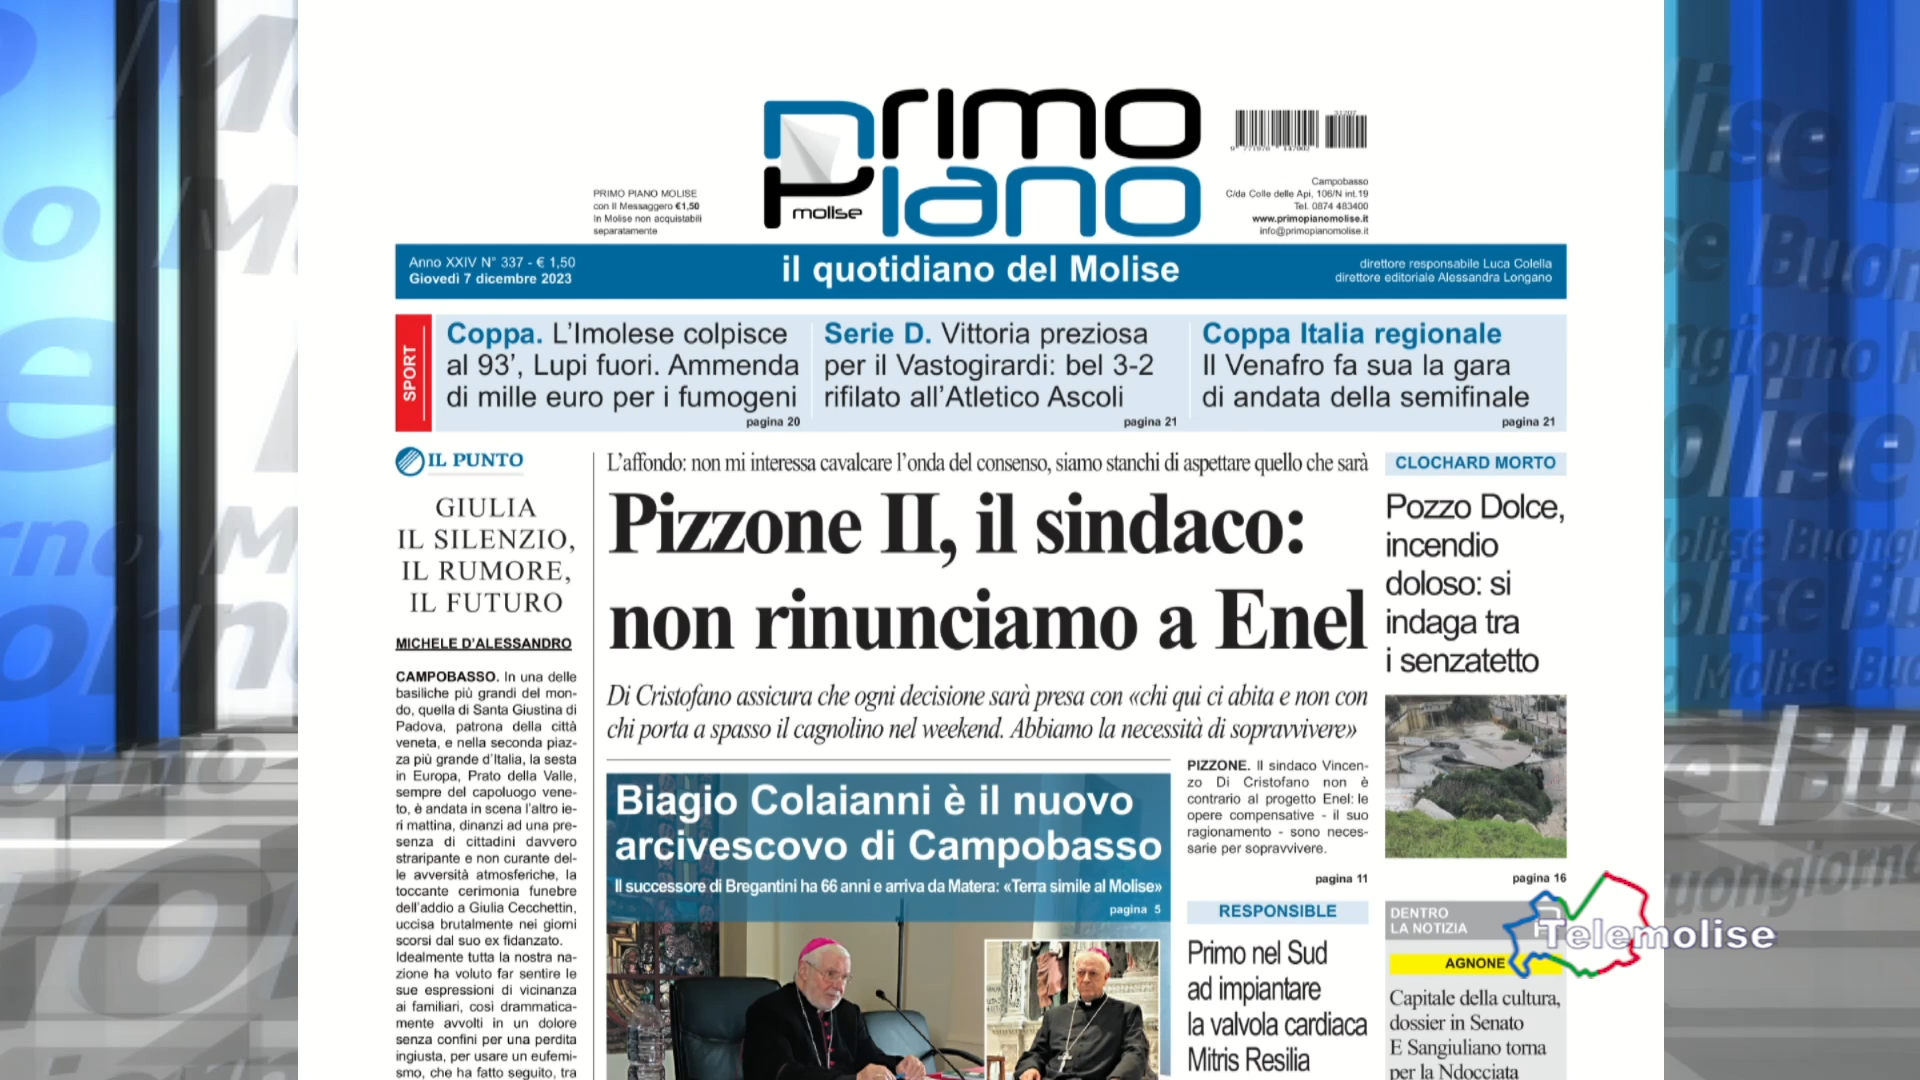 PRIMO PIANO MOLISE
con Il Messaggero €1,50
In Molise non acquistabili
separatamente
Primo
Piano
molise
31207
9 771970 147002
Campobasso
C/da Colle delle Api, 106/N int.19
Tel. 0874 483400
www.primopianomolise.it
info@primopianomolise.it
Anno XXIV N° 337 - € 1,50
Giovedì 7 dicembre 2023
il quotidiano del Molise
direttore responsabile Luca Colella
direttore editoriale Alessandra Longano
SPORT
Coppa. L'Imolese colpisce
al 93', Lupi fuori. Ammenda
di mille euro per i fumogeni
pagina 20
Serie D. Vittoria preziosa
per il Vastogirardi: bel 3-2
rifilato all'Atletico Ascoli
pagina 21
Coppa Italia regionale
Il Venafro fa sua la gara
di andata della semifinale
pagina 21
IL PUNTO
GIULIA
IL SILENZIO,
IL RUMORE,
IL FUTURO
MICHELE D'ALESSANDRO
CAMPOBASSO. In una delle
basiliche più grandi del mon-
do, quella di Santa Giustina di
Padova, patrona della città
veneta, e nella seconda piaz-
za più grande d'Italia, la sesta
in Europa, Prato della Valle,
sempre del capoluogo vene-
to, è andata in scena l'altro ie-
ri mattina, dinanzi ad una pre-
senza di cittadini davvero
straripante e non curante del-
le avversità atmosferiche, la
toccante cerimonia funebre
dell'addio a Giulia Cecchettin,
uccisa brutalmente nei giorni
scorsi dal suo ex fidanzato.
Idealmente tutta la nostra na-
zione ha voluto far sentire le
sue espressioni di vicinanza
ai familiari, così drammatica-
mente avvolti in un dolore
senza confini per una perdita
ingiusta, per usare un eufemi-
smo, che ha fatto seguito, tra
L'affondo: non mi interessa cavalcare l'onda del consenso, siamo stanchi di aspettare quello che sarà
Pizzone II, il sindaco:
non rinunciamo a Enel
Di Cristofano assicura che ogni decisione sarà presa con «chi qui ci abita e non con
chi porta a spasso il cagnolino nel weekend. Abbiamo la necessità di sopravvivere»
Biagio Colaianni è il nuovo
arcivescovo di Campobasso
Il successore di Bregantini ha 66 anni e arriva da Matera: «Terra simile al Molise»
pagina 5
PIZZONE. Il sindaco Vincen-
zo Di Cristofano non è
contrario al progetto Enel: le
opere compensative - il suo
ragionamento - sono neces-
sarie per sopravvivere.
pagina 11
RESPONSIBLE
Primo nel Sud
ad impiantare
la valvola cardiaca
Mitris Resilia
CLOCHARD MORTO
Pozzo Dolce,
incendio
doloso: si
indaga tra
i senzatetto
pagina 16
DENTRO
LA NOTIZIA
AGNONE
Capitale della cultura,
dossier in Senato
E Sangiuliano torna
per la Ndocciata
Telemolise